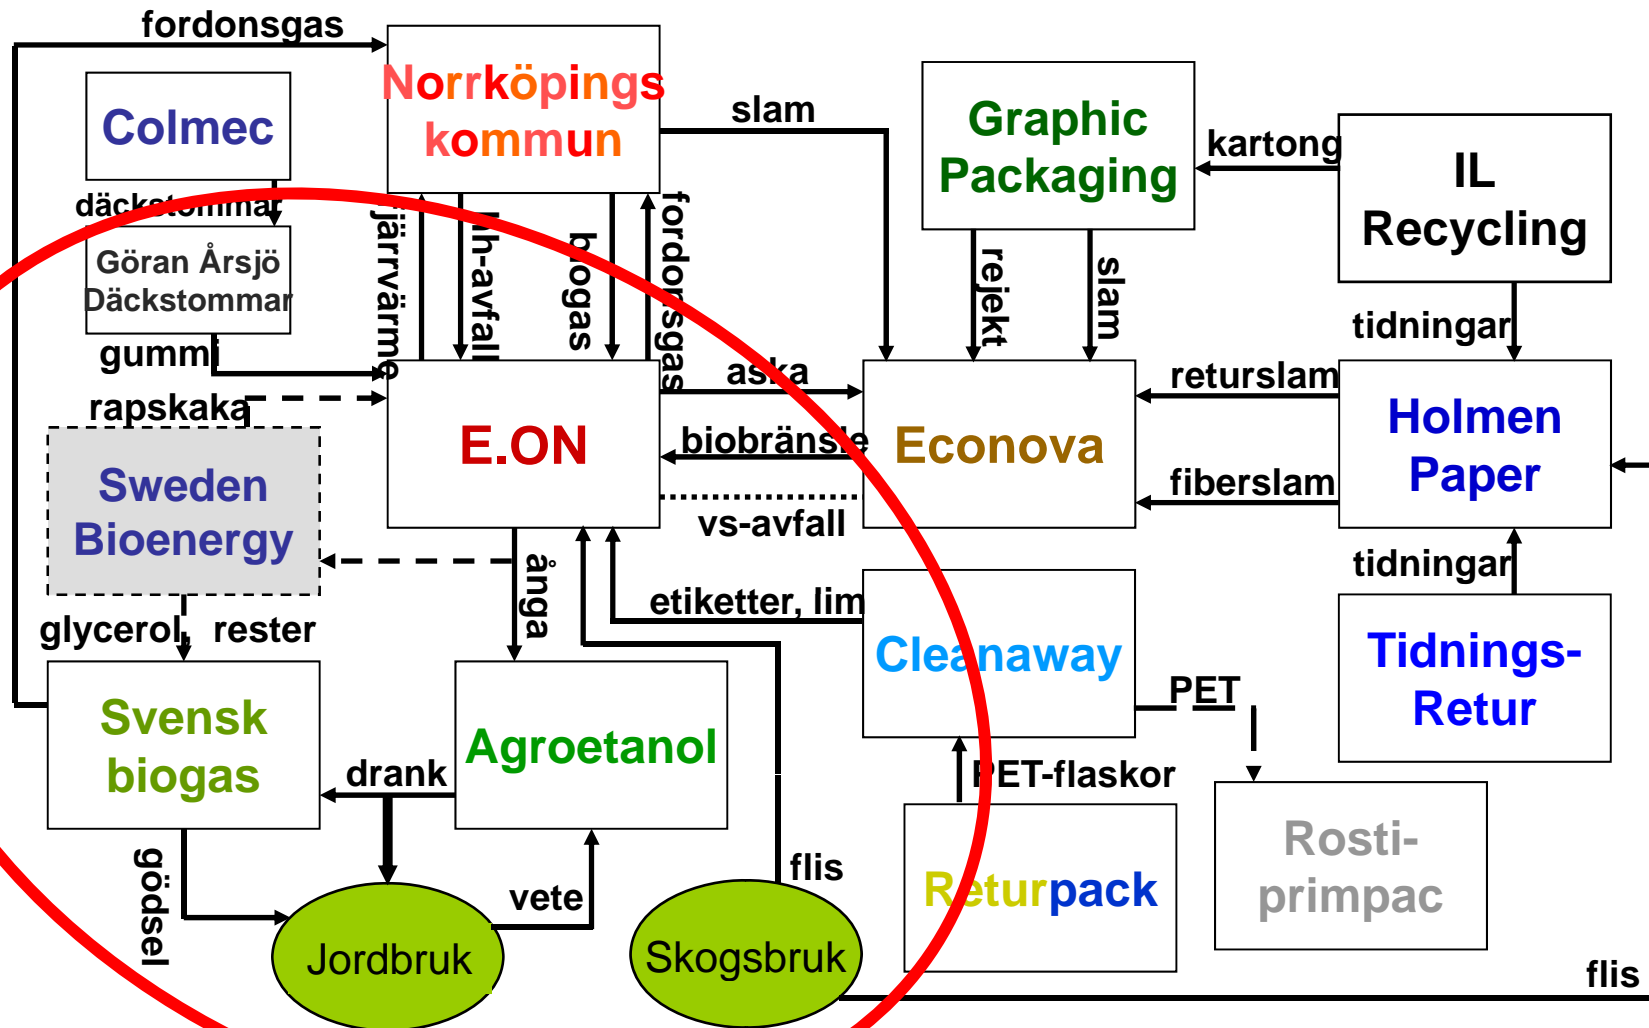 fordonsgas
Norrköpings
kommun
Colmec
slam
Graphic
Packaging
kartong
IL
Recycling
däckstommar
Göran Årsjö
Däckstommar
fjärrvärme
hh-avfall
biogas
fordonsgas
rejekt
slam
tidningar
gummi
rapskaka
E.ON
aska
biobränsle
vs-avfall
Econova
returslam
fiberslam
Holmen
Paper
Sweden
Bioenergy
ånga
tidningar
glycerol, rester
etiketter, lim
Cleanaway
PET
Tidnings-
Retur
Svensk
biogas
drank
Agroetanol
PET-flaskor
Rosti-
primpac
gödsel
vete
flis
Returpack
Jordbruk
Skogsbruk
flis